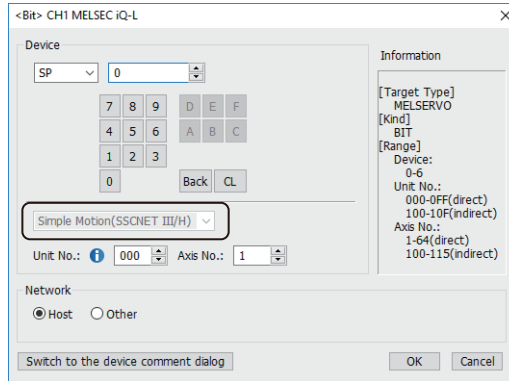 <Bit> CH1 MELSEC iQ-L
Device
SP 0
7 8 9 D E F
4 5 6 A B C
1 2 3
0 Back CL
Simple Motion(SSCNET III/H)
Unit No.: 000 Axis No.: 1
Network
Host Other
Switch to the device comment dialog
Information
[Target Type]
MELSERVO
[Kind]
BIT
[Range]
Device:
0-6
Unit No.:
000-0FF(direct)
100-10F(indirect)
Axis No.:
1-64(direct)
100-115(indirect)
OK Cancel